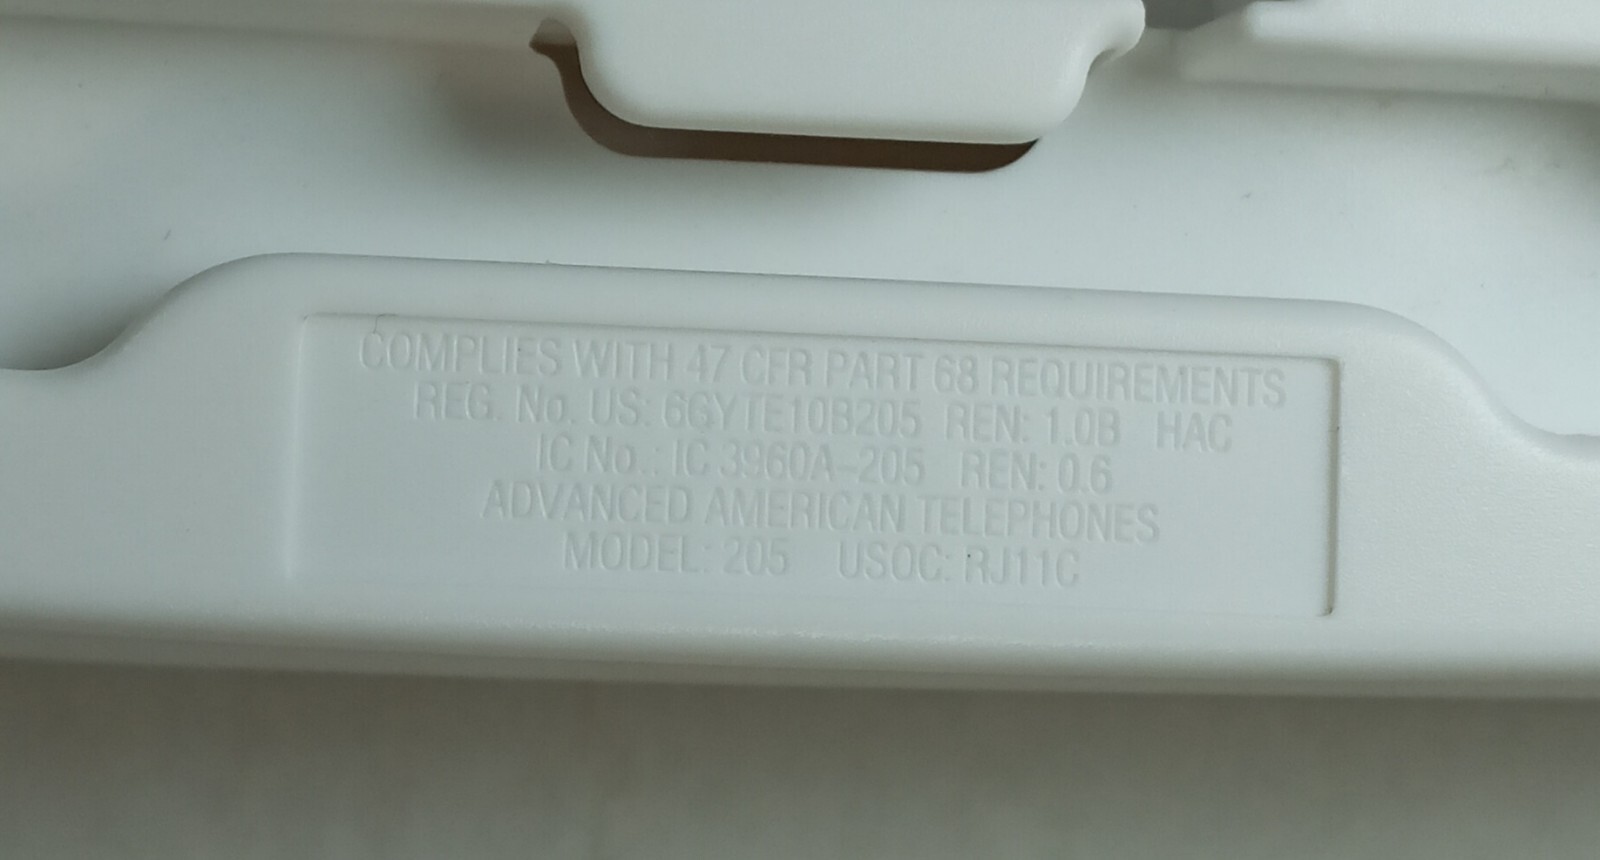 COMPLIES WITH 47 CFR PART 68 REQUIREMENTS
REG. No. US: 6GYTE10B205 REN: 1.0B HAC
IC No.: IC 3960A-205 REN: 0.6
ADVANCED AMERICAN TELEPHONES
MODEL: 205 USOC: RJ11C